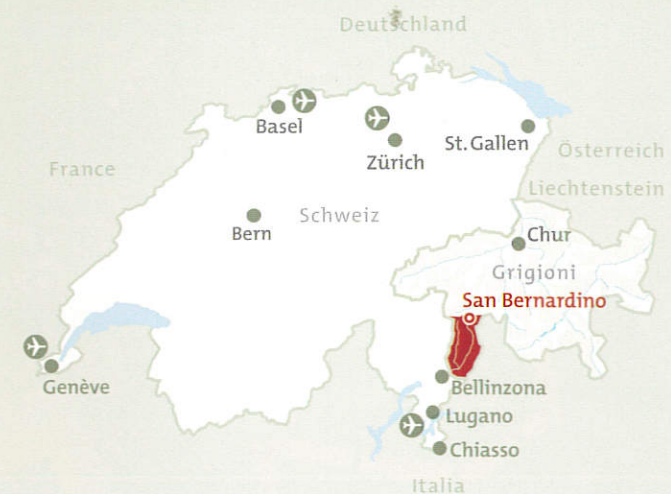 Deutschland
Basel
Zürich
St. Gallen
Österreich
France
Liechtenstein
Schweiz
Bern
Chur
Grigioni
San Bernardino
Genève
Bellinzona
Lugano
Chiasso
Italia